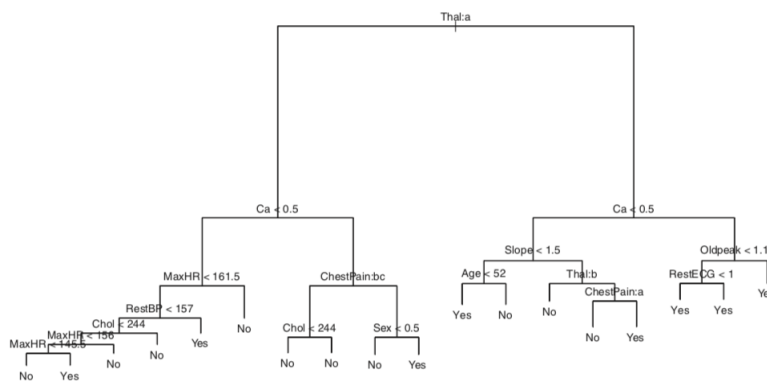 Thal:a
Ca < 0.5
Ca < 0.5
Slope < 1.5
Oldpeak < 1.1
MaxHR < 161.5
ChestPain:bc
Age < 52
Thal:b
RestECG < 1
ChestPain:a
Yes
RestBP < 157
Yes
No
No
Yes
Yes
Chol < 244
No
Chol < 244
Sex < 0.5
No
Yes
MaxHR < 156
Yes
MaxHR < 145.5
No
No
No
No
No
Yes
No
Yes